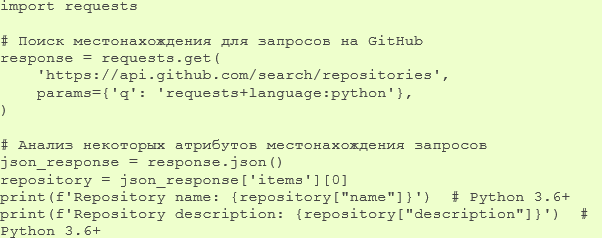 import requests

# Поиск местонахождения для запросов на GitHub
response = requests.get(
    'https://api.github.com/search/repositories',
    params={'q': 'requests+language:python'},
)

# Анализ некоторых атрибутов местонахождения запросов
json_response = response.json()
repository = json_response['items'][0]
print(f'Repository name: {repository["name"]}')  # Python 3.6+
print(f'Repository description: {repository["description"]}')  #
Python 3.6+